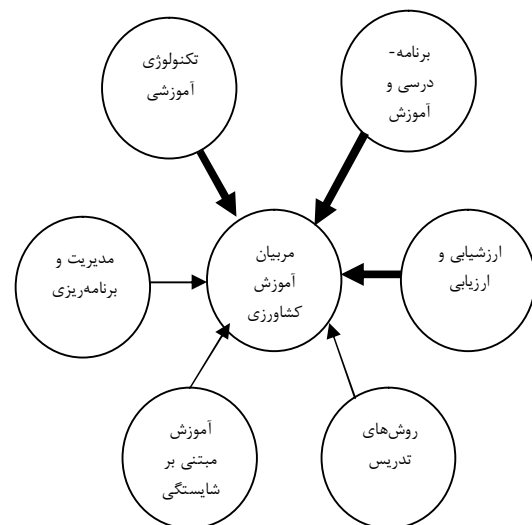 برنامه-
درسی و
آموزش
تکنولوژی
آموزشی
ارزشیابی و
ارزیابی
مربیان
آموزش
کشاورزی
مدیریت و
برنامه‌ریزی
روش‌های
تدریس
آموزش
مبتنی بر
شایستگی